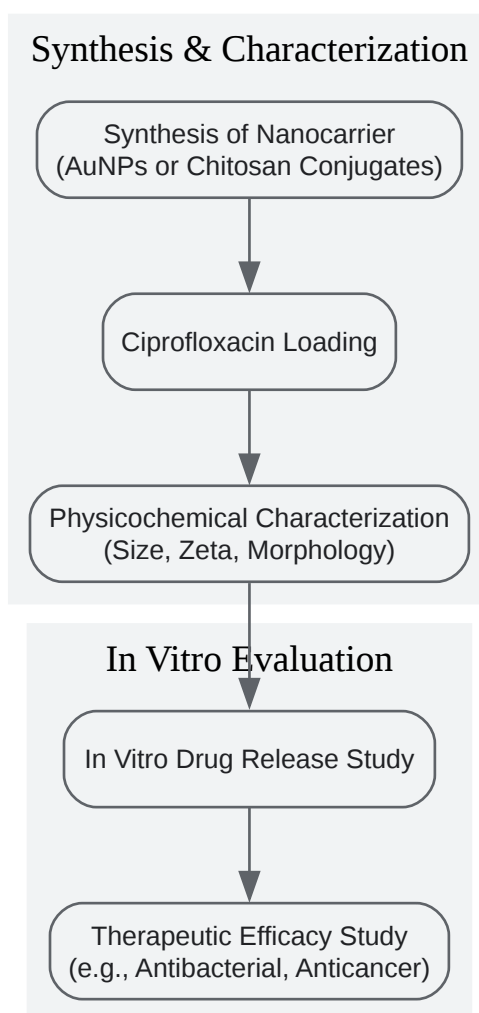 Synthesis & Characterization
Synthesis of Nanocarrier
(AuNPs or Chitosan Conjugates)
Ciprofloxacin Loading
Physicochemical Characterization
(Size, Zeta, Morphology)
In Vitro Evaluation
In Vitro Drug Release Study
Therapeutic Efficacy Study
(e.g., Antibacterial, Anticancer)